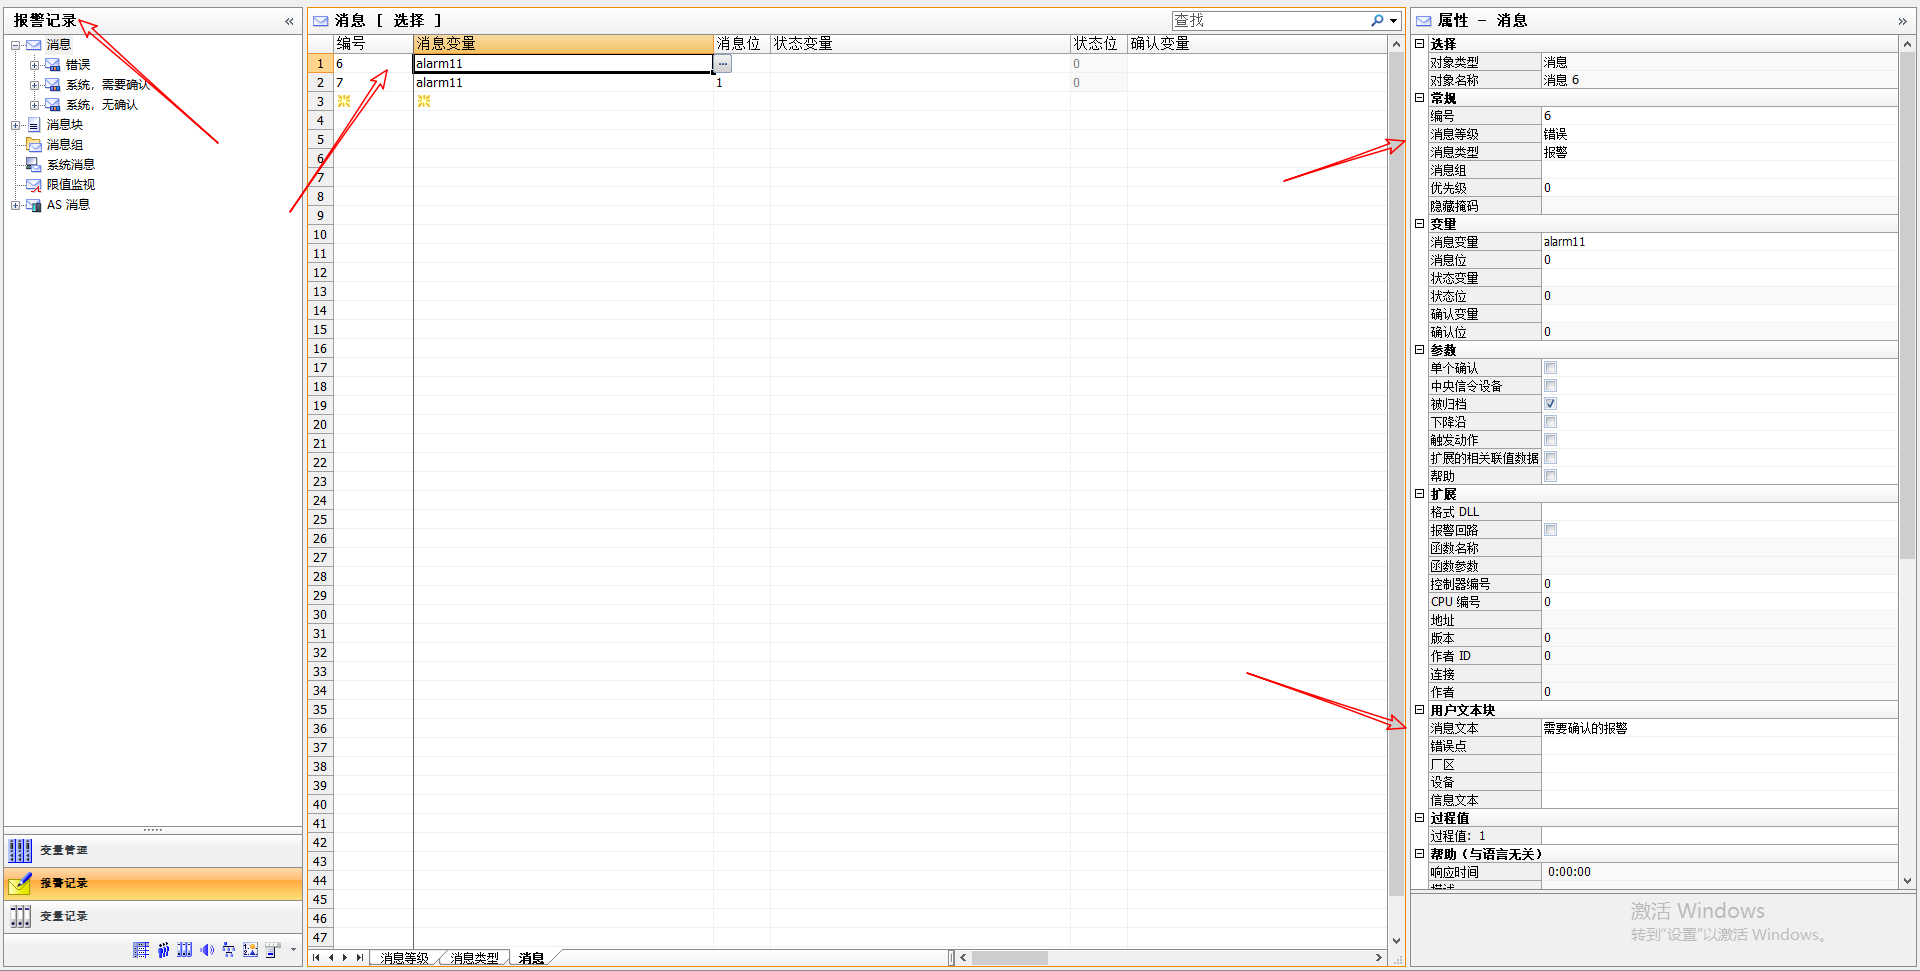 报警记录 «
消息
错误
系统，需要确认
系统，无确认
消息块
消息组
系统消息
限值监视
AS 消息
变量管理
报警记录
变量记录
消息 [ 选择 ]
查找
编号 消息变量 消息位 状态变量 状态位 确认变量
1 6 alarm11 ... 0
2 7 alarm11 1 0
3
4
5
6
7
8
9
10
11
12
13
14
15
16
17
18
19
20
21
22
23
24
25
26
27
28
29
30
31
32
33
34
35
36
37
38
39
40
41
42
43
44
45
46
47
消息等级 消息类型 消息
属性 - 消息 »
选择
对象类型 消息
对象名称 消息 6
常规
编号 6
消息等级 错误
消息类型 报警
消息组
优先级 0
隐藏掩码
变量
消息变量 alarm11
消息位 0
状态变量
状态位 0
确认变量
确认位 0
参数
单个确认
中央信令设备
被归档
下降沿
触发动作
扩展的相关联值数据
帮助
扩展
格式 DLL
报警回路
函数名称
函数参数
控制器编号 0
CPU 编号 0
地址
版本 0
作者 ID 0
连接
作者 0
用户文本块
消息文本 需要确认的报警
错误点
厂区
设备
信息文本
过程值
过程值: 1
帮助（与语言无关）
响应时间 0:00:00
激活 Windows
转到“设置”以激活 Windows。